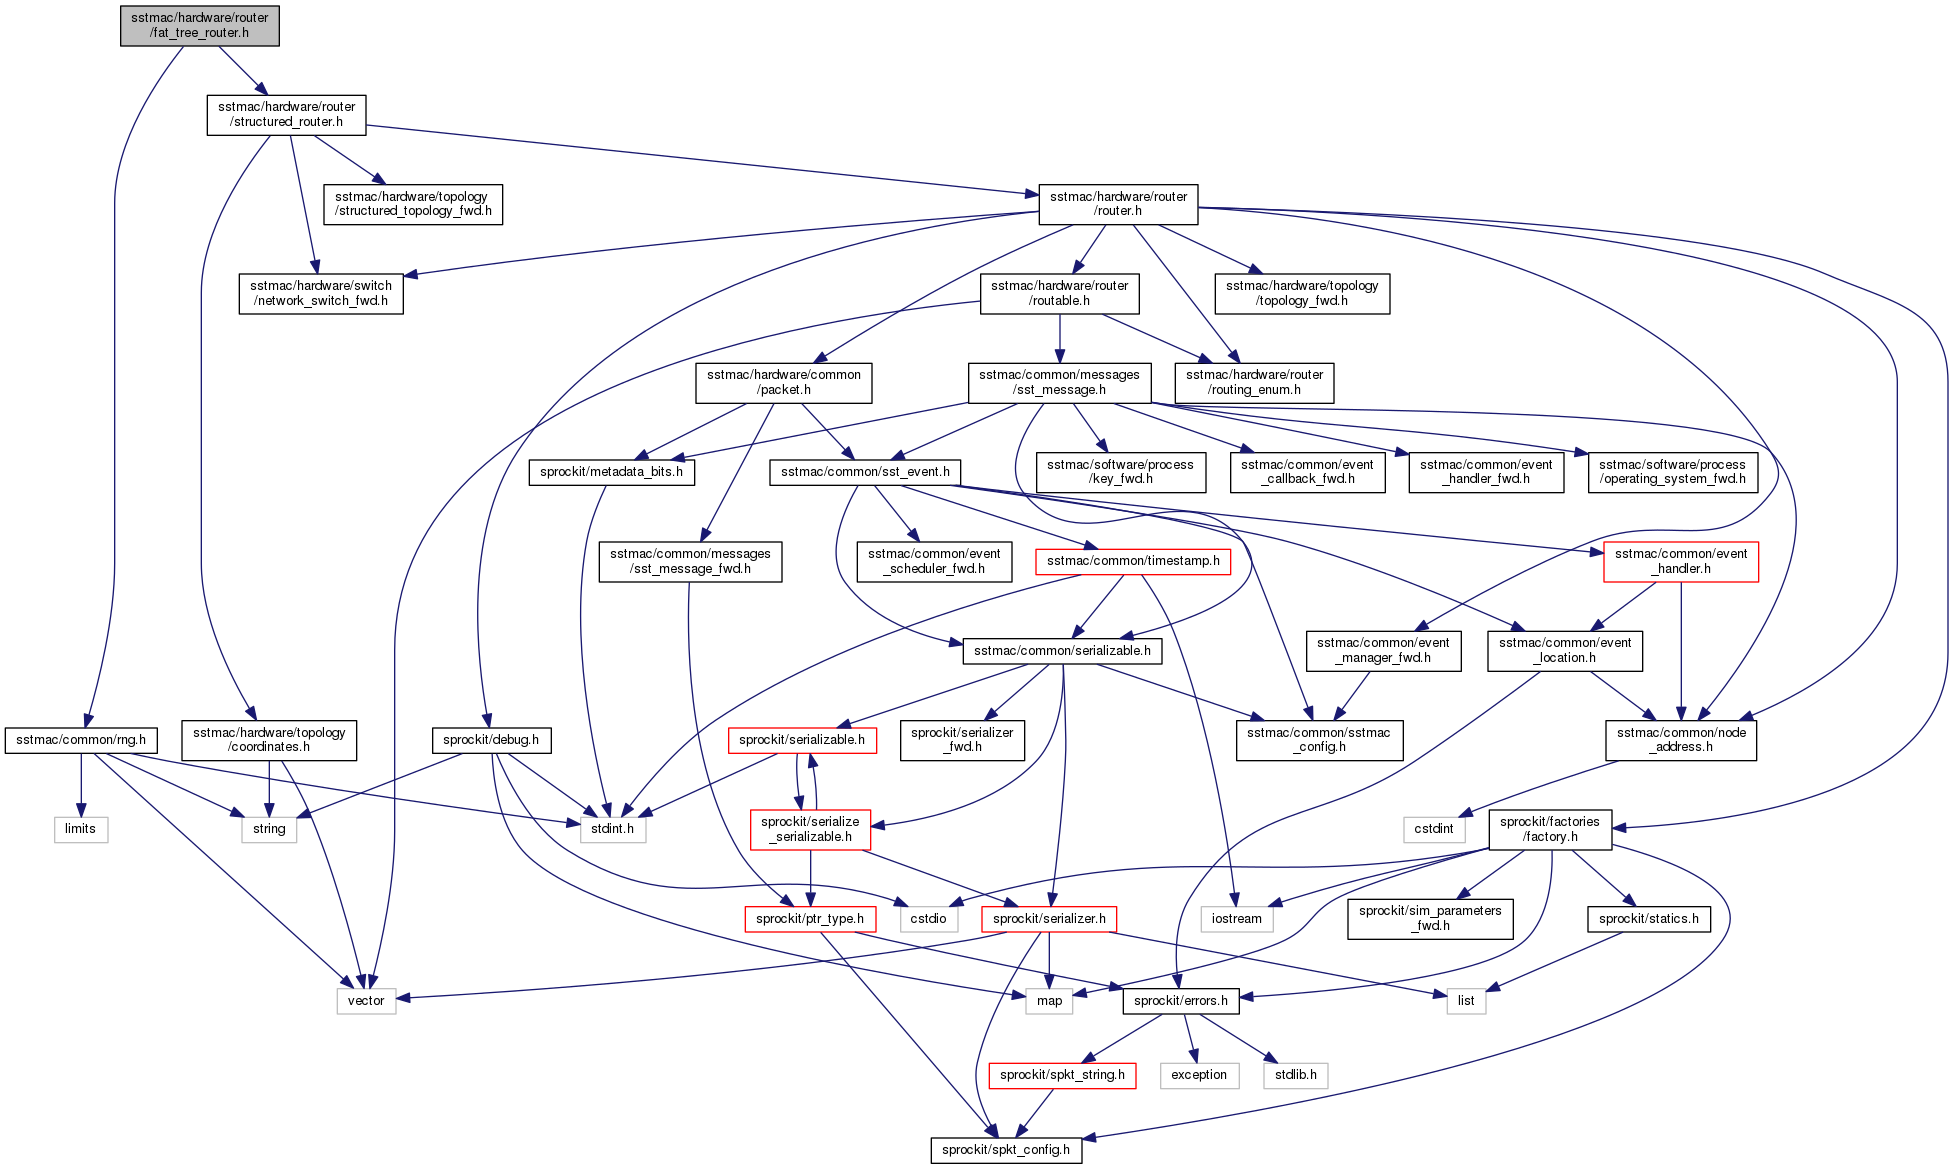 sstmac/hardware/router
/fat_tree_router.h
sstmac/hardware/router
/structured_router.h
sstmac/hardware/topology
/structured_topology_fwd.h
sstmac/hardware/router
/router.h
sstmac/hardware/switch
/network_switch_fwd.h
sstmac/hardware/router
/routable.h
sstmac/hardware/topology
/topology_fwd.h
sstmac/hardware/common
/packet.h
sstmac/common/messages
/sst_message.h
sstmac/hardware/router
/routing_enum.h
sprockit/metadata_bits.h
sstmac/common/sst_event.h
sstmac/software/process
/key_fwd.h
sstmac/common/event
_callback_fwd.h
sstmac/common/event
_handler_fwd.h
sstmac/software/process
/operating_system_fwd.h
sstmac/common/messages
/sst_message_fwd.h
sstmac/common/event
_scheduler_fwd.h
sstmac/common/timestamp.h
sstmac/common/event
_handler.h
sstmac/common/serializable.h
sstmac/common/event
_manager_fwd.h
sstmac/common/event
_location.h
sstmac/common/rng.h
sstmac/hardware/topology
/coordinates.h
sprockit/debug.h
sprockit/serializable.h
sprockit/serializer
_fwd.h
sstmac/common/sstmac
_config.h
sstmac/common/node
_address.h
limits
string
stdint.h
sprockit/serialize
_serializable.h
cstdint
sprockit/factories
/factory.h
sprockit/ptr_type.h
cstdio
sprockit/serializer.h
iostream
sprockit/sim_parameters
_fwd.h
sprockit/statics.h
vector
map
sprockit/errors.h
list
sprockit/spkt_string.h
exception
stdlib.h
sprockit/spkt_config.h